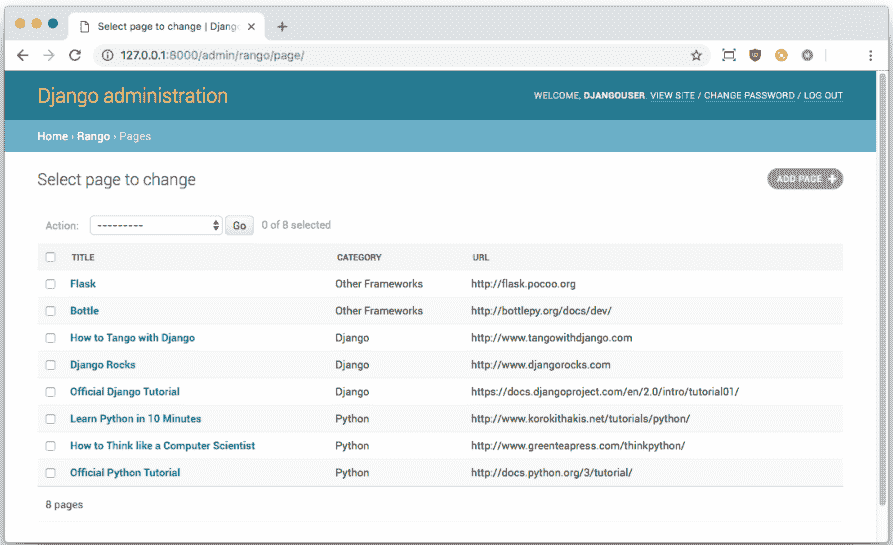 Select page to change | Djang
127.0.0.1:8000/admin/rango/page/
Django administration
WELCOME, DJANGOUSER. VIEW SITE / CHANGE PASSWORD / LOG OUT
Home › Rango › Pages
Select page to change
ADD PAGE +
Action: --------- Go 0 of 8 selected
TITLE CATEGORY URL
Flask Other Frameworks http://flask.pocoo.org
Bottle Other Frameworks http://bottlepy.org/docs/dev/
How to Tango with Django Django http://www.tangowithdjango.com
Django Rocks Django http://www.djangorocks.com
Official Django Tutorial Django https://docs.djangoproject.com/en/2.0/intro/tutorial01/
Learn Python in 10 Minutes Python http://www.korokithakis.net/tutorials/python/
How to Think like a Computer Scientist Python http://www.greenteapress.com/thinkpython/
Official Python Tutorial Python http://docs.python.org/3/tutorial/
8 pages